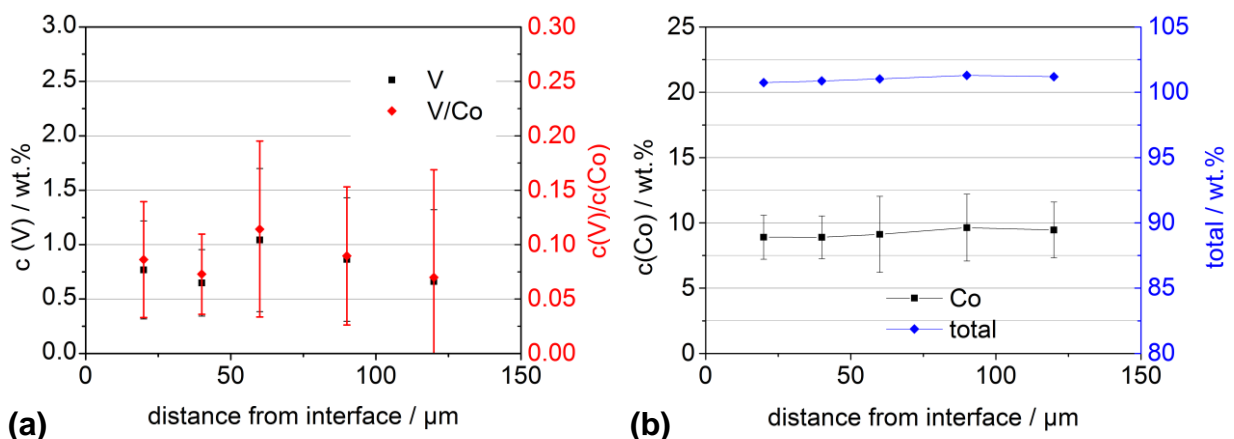 3.0
2.5
2.0
1.5
1.0
0.5
0.0
c (V) / wt.%
0.30
0.25
0.20
0.15
0.10
0.05
0.00
c(V)/c(Co)
V
V/Co
0 50 100 150
distance from interface / µm
(a)
25
20
15
10
5
0
c(Co) / wt.%
105
100
95
90
85
80
total / wt.%
Co
total
0 50 100 150
distance from interface / µm
(b)